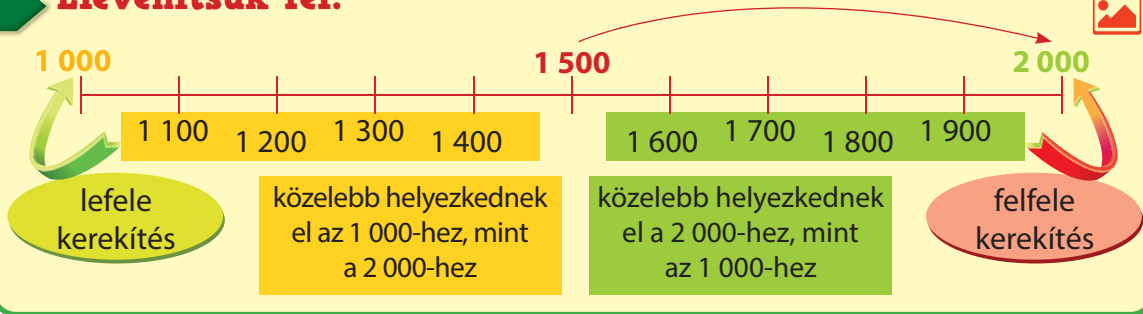 Elevenítsük fel!
1 000 1 500 2 000
1 100 1 200 1 300 1 400 1 600 1 700 1 800 1 900
lefele
kerekítés
közelebb helyezkednek
el az 1 000-hez, mint
a 2 000-hez
közelebb helyezkednek
el a 2 000-hez, mint
az 1 000-hez
felfele
kerekítés